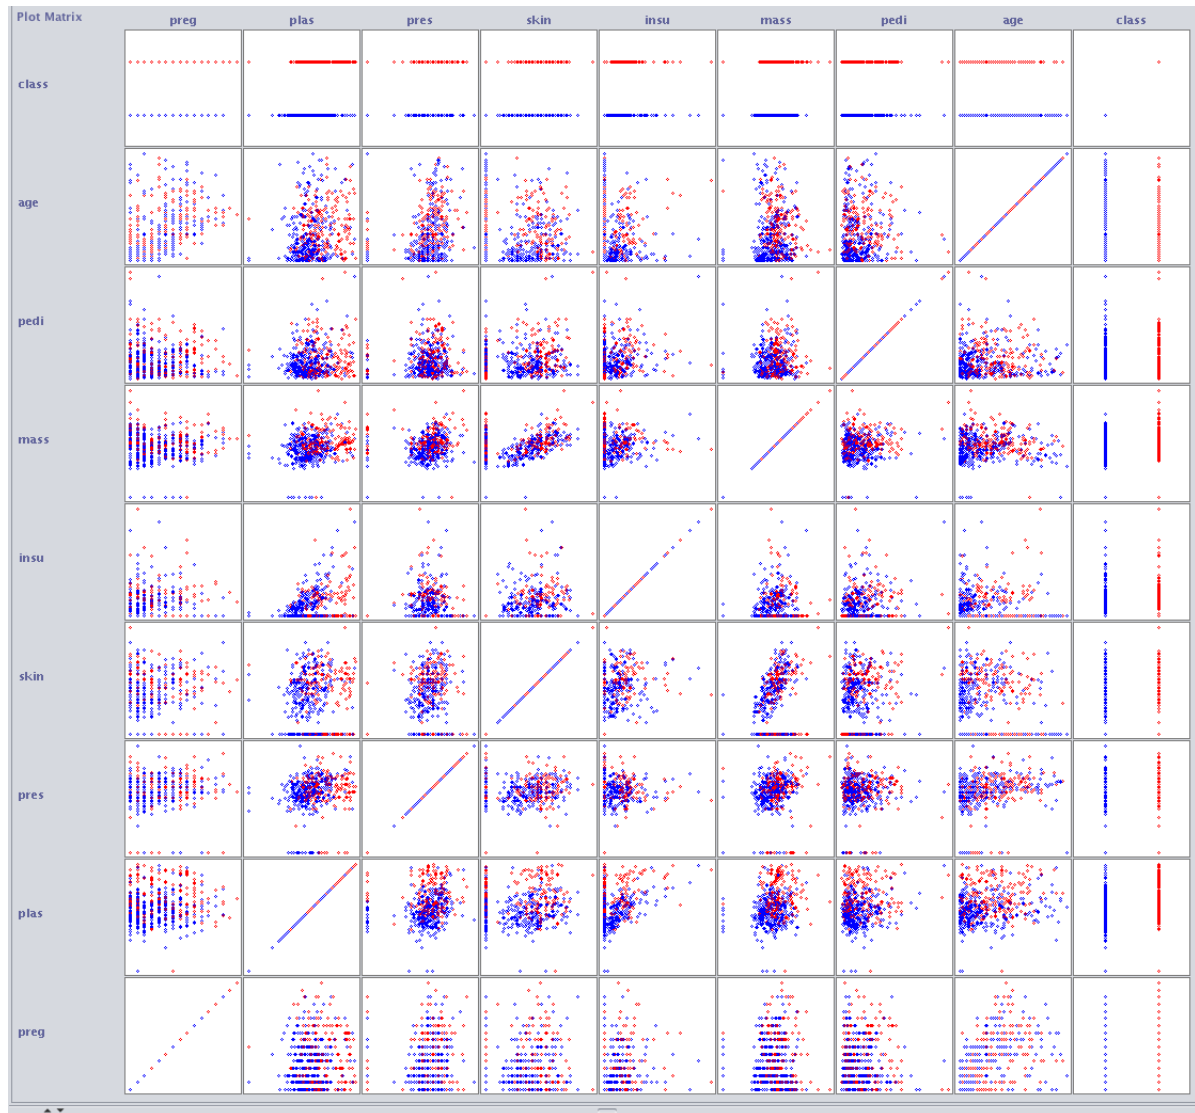 Plot Matrix
preg plas pres skin insu mass pedi age class
class
age
pedi
mass
insu
skin
pres
plas
preg